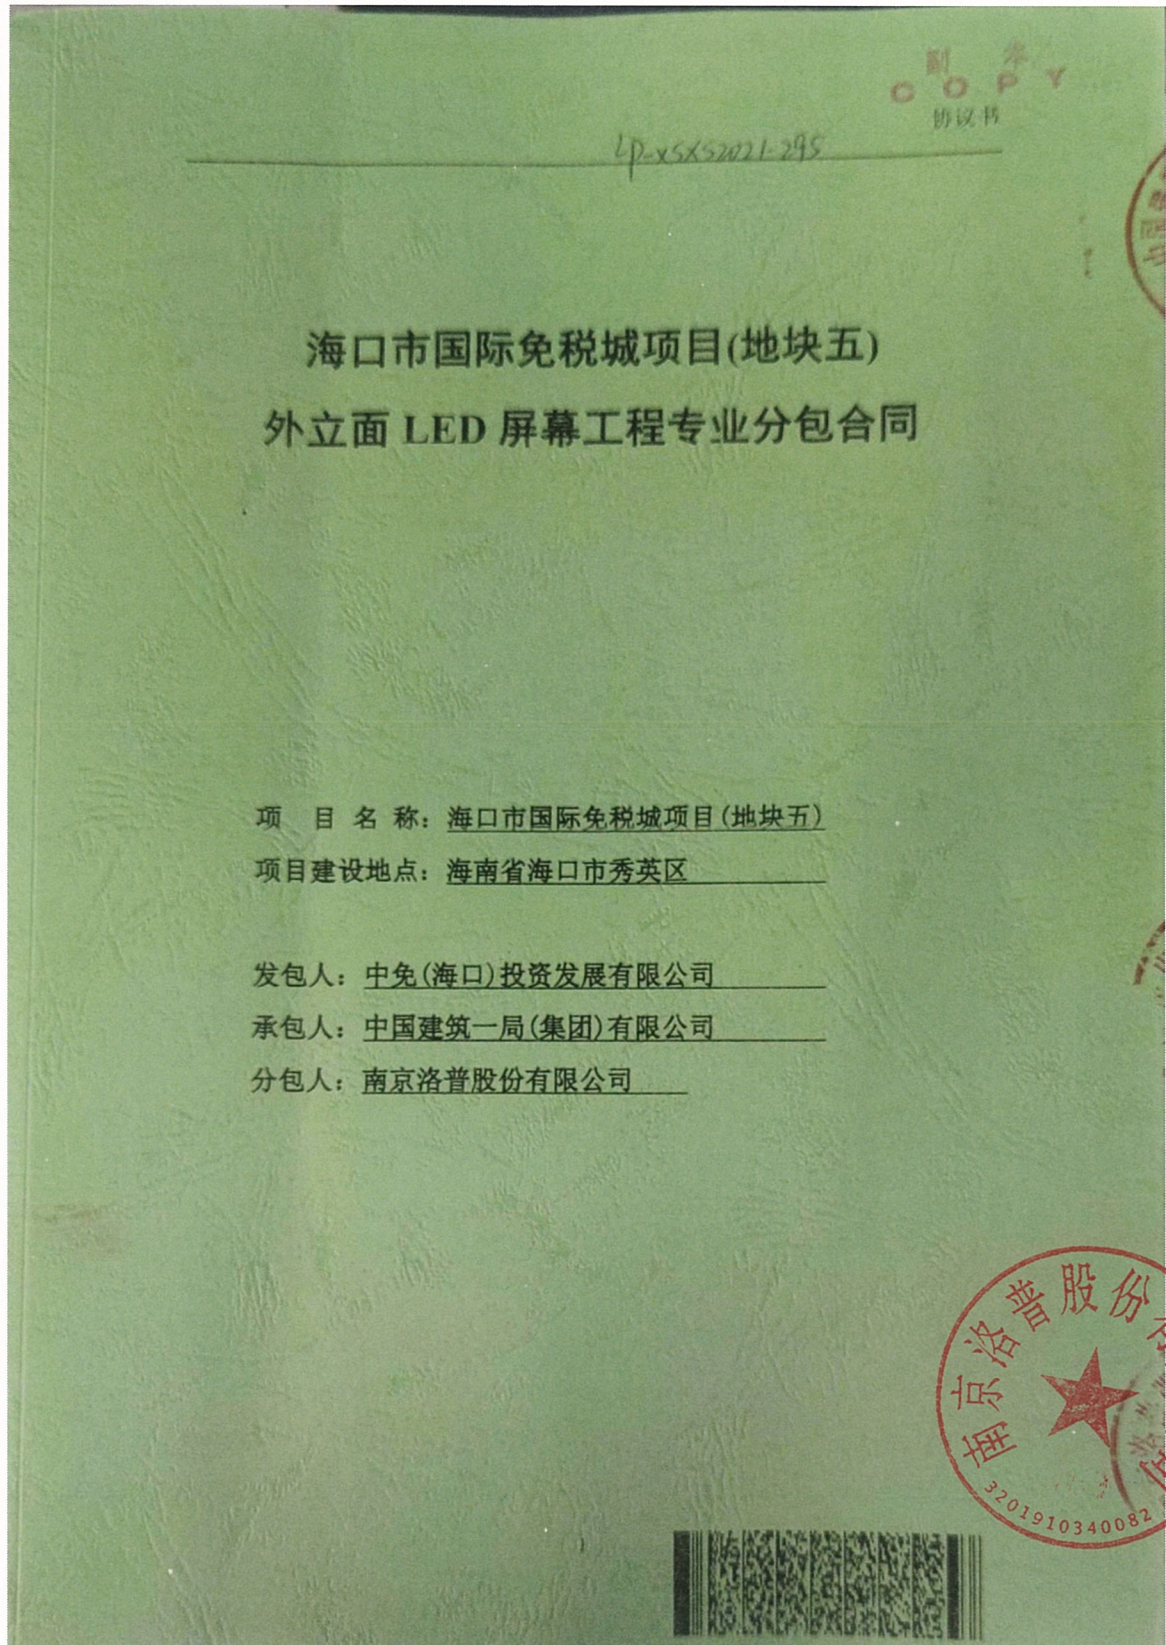 副 本
COPY
协议书
LP-XSXS2021-295
海口市国际免税城项目(地块五)
外立面 LED 屏幕工程专业分包合同
项 目 名 称：海口市国际免税城项目(地块五)
项目建设地点：海南省海口市秀英区
发包人：中免(海口)投资发展有限公司
承包人：中国建筑一局(集团)有限公司
分包人：南京洛普股份有限公司
南京洛普股份有
3201910340082